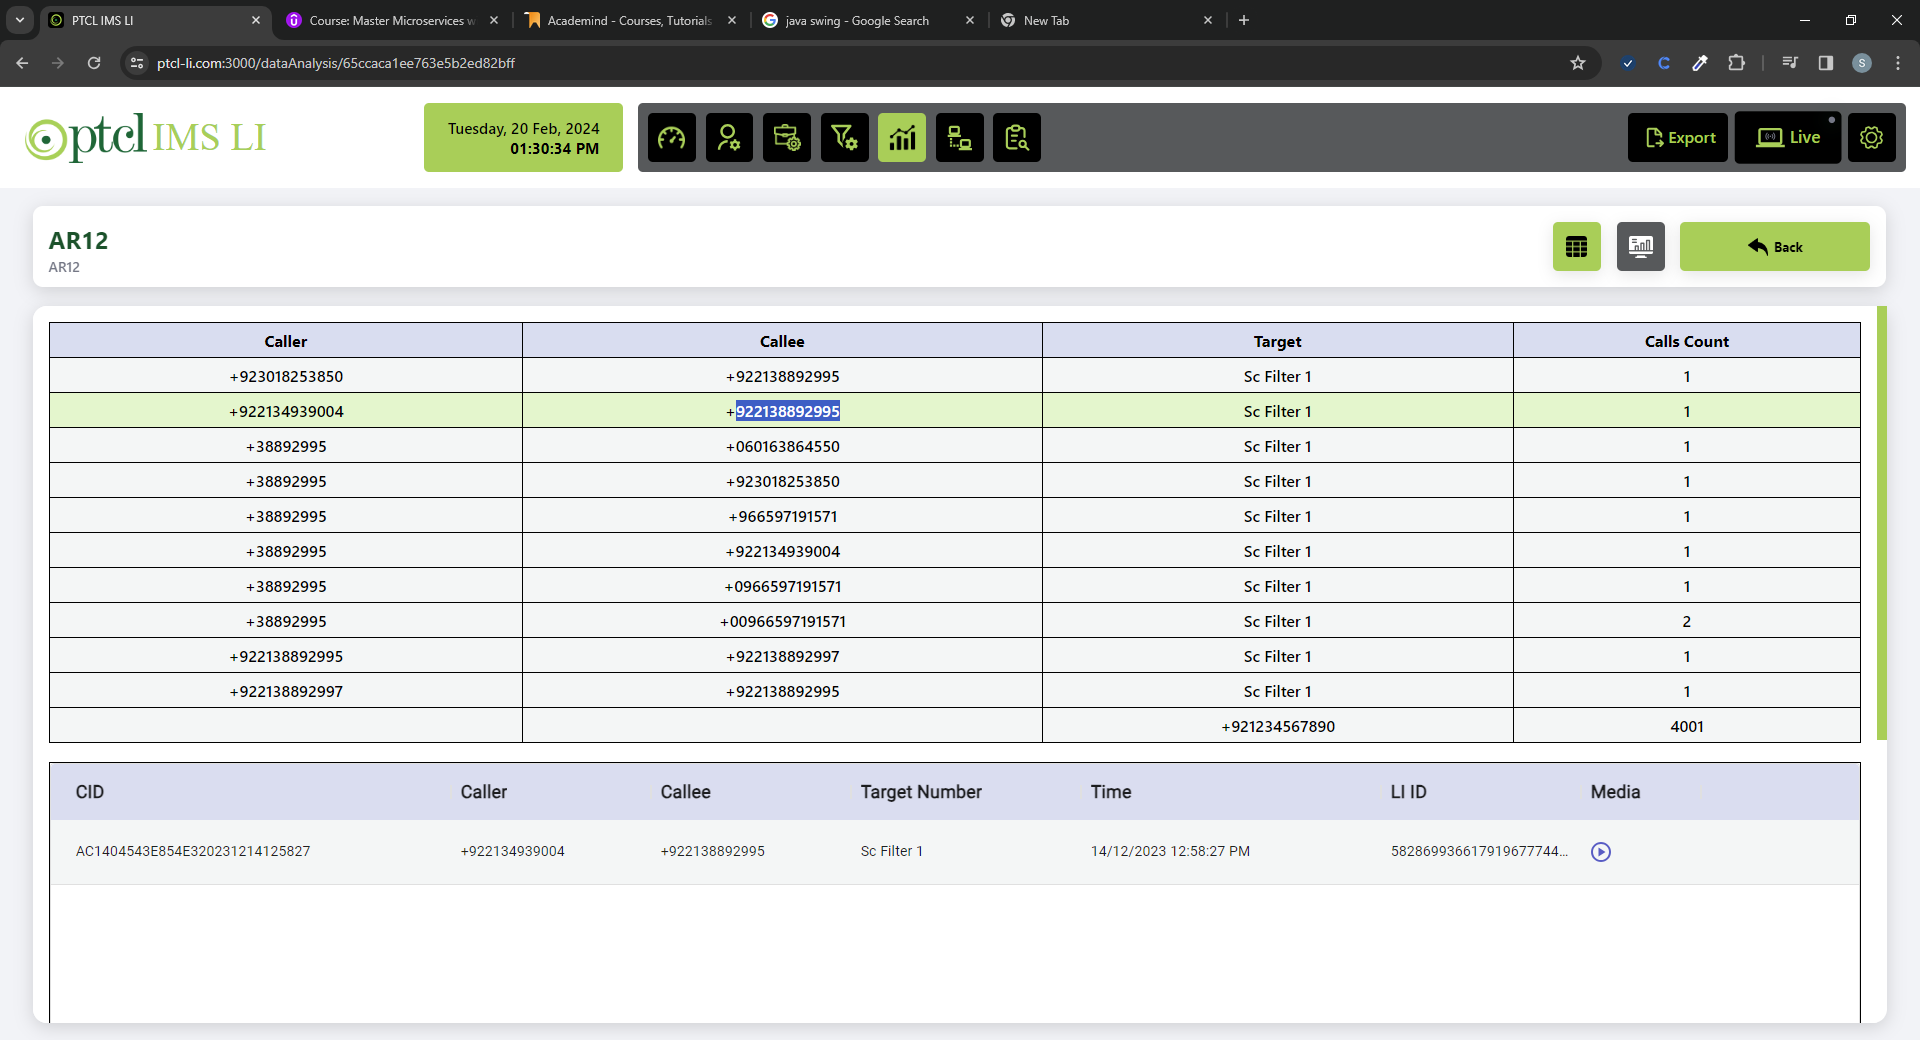 PTCL IMS LI
Course: Master Microservices w
Academind - Courses, Tutorials
java swing - Google Search
New Tab
ptcl-li.com:3000/dataAnalysis/65ccaca1ee763e5b2ed82bff
C
S
ptcl IMS LI
Tuesday, 20 Feb, 2024
01:30:34 PM
Export
Live
AR12
AR12
Back
Caller Callee Target Calls Count
+923018253850 +922138892995 Sc Filter 1 1
+922134939004 +922138892995 Sc Filter 1 1
+38892995 +060163864550 Sc Filter 1 1
+38892995 +923018253850 Sc Filter 1 1
+38892995 +966597191571 Sc Filter 1 1
+38892995 +922134939004 Sc Filter 1 1
+38892995 +0966597191571 Sc Filter 1 1
+38892995 +00966597191571 Sc Filter 1 2
+922138892995 +922138892997 Sc Filter 1 1
+922138892997 +922138892995 Sc Filter 1 1
+921234567890 4001
CID Caller Callee Target Number Time LI ID Media
AC1404543E854E320231214125827 +922134939004 +922138892995 Sc Filter 1 14/12/2023 12:58:27 PM 582869936617919677744...